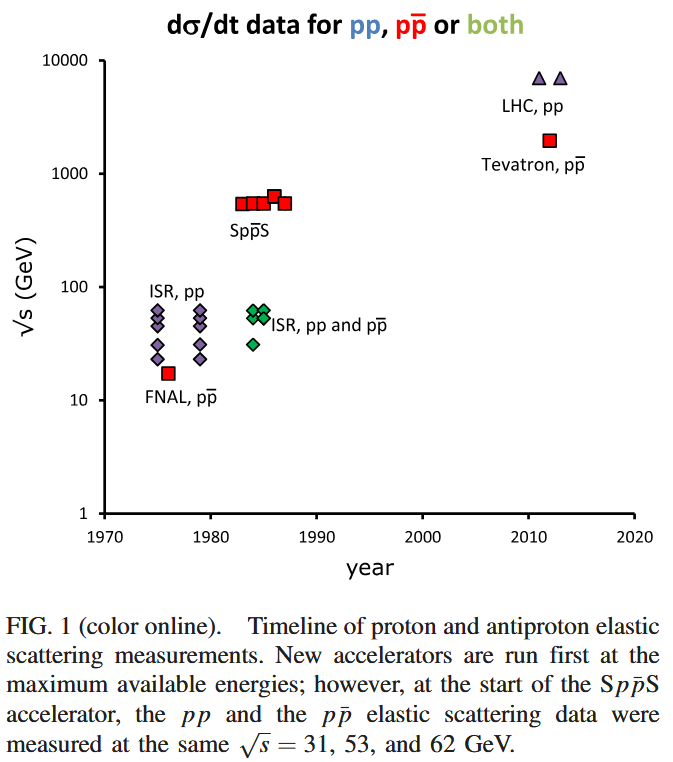 dσ/dt data for pp, pp̅ or both
10000
1000
100
10
1
√s (GeV)
LHC, pp
Tevatron, pp̅
Spp̅S
ISR, pp
ISR, pp and pp̅
FNAL, pp̅
1970 1980 1990 2000 2010 2020
year
FIG. 1 (color online). Timeline of proton and antiproton elastic
scattering measurements. New accelerators are run first at the
maximum available energies; however, at the start of the Spp̅S
accelerator, the pp and the pp̅ elastic scattering data were
measured at the same √s = 31, 53, and 62 GeV.